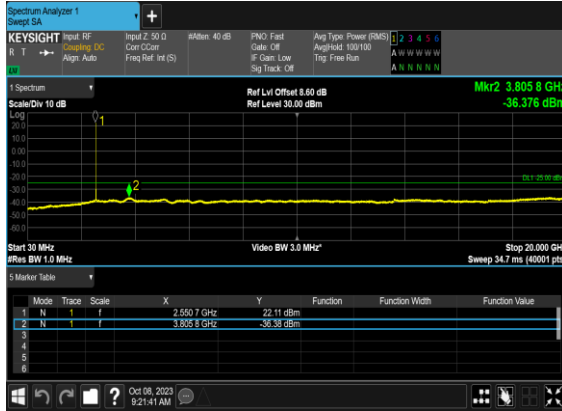 Spectrum Analyzer 1
Swept SA
+
KEYSIGHT
R T
LNI
Input: RF
Coupling: DC
Align: Auto
Input Z: 50 Ω
Corr CCorr
Freq Ref: Int (S)
#Atten: 40 dB
PNO: Fast
Gate: Off
IF Gain: Low
Sig Track: Off
Avg Type: Power (RMS)
Avg|Hold: 100/100
Trig: Free Run
1 2 3 4 5 6
A W W W W W
A N N N N N
1 Spectrum
Scale/Div 10 dB
Ref Lvl Offset 8.60 dB
Ref Level 30.00 dBm
Mkr2 3.805 8 GHz
-36.376 dBm
Log
20.0
10.0
0.00
-10.0
-20.0
-30.0
-40.0
-50.0
-60.0
1
2
DL1 -25.00 dBm
Start 30 MHz
#Res BW 1.0 MHz
Video BW 3.0 MHz*
Stop 20.000 GH
Sweep 34.7 ms (40001 pts
5 Marker Table
Mode Trace Scale X Y Function Function Width Function Value
1 N 1 f 2.550 7 GHz 22.11 dBm
2 N 1 f 3.805 8 GHz -36.38 dBm
3
4
5
6
?
Oct 08, 2023
9:21:41 AM